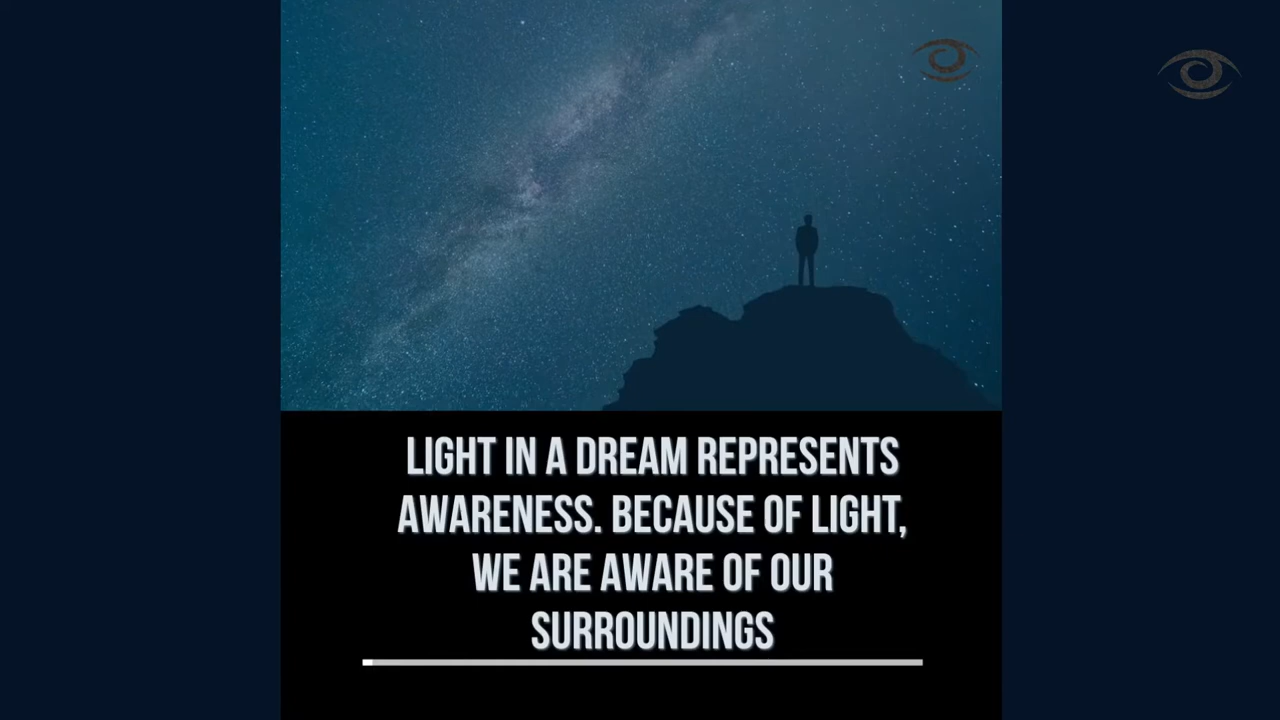 LIGHT IN A DREAM REPRESENTS
AWARENESS. BECAUSE OF LIGHT,
WE ARE AWARE OF OUR
SURROUNDINGS